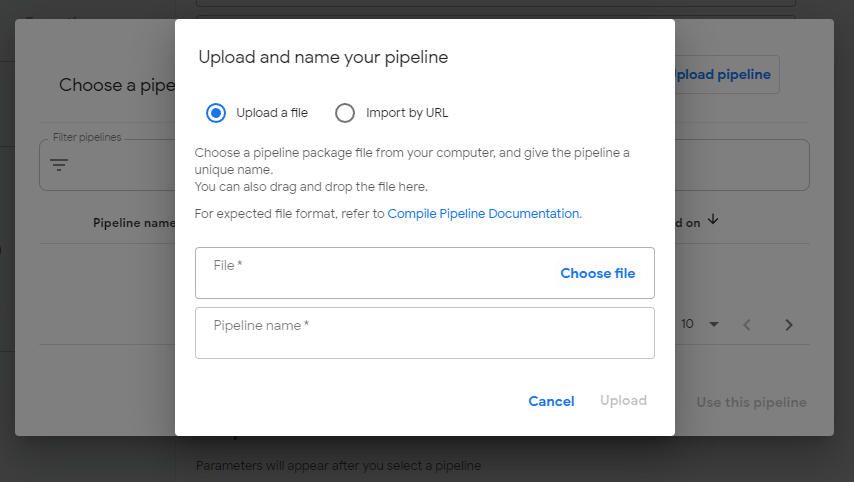 Upload and name your pipeline
Choose a pipe
pload pipeline
Upload a file
Import by URL
Filter pipelines
Choose a pipeline package file from your computer, and give the pipeline a
unique name.
You can also drag and drop the file here.
For expected file format, refer to Compile Pipeline Documentation.
Pipeline name
d on
File *
Choose file
Pipeline name *
10
Cancel
Upload
Use this pipeline
Parameters will appear after you select a pipeline